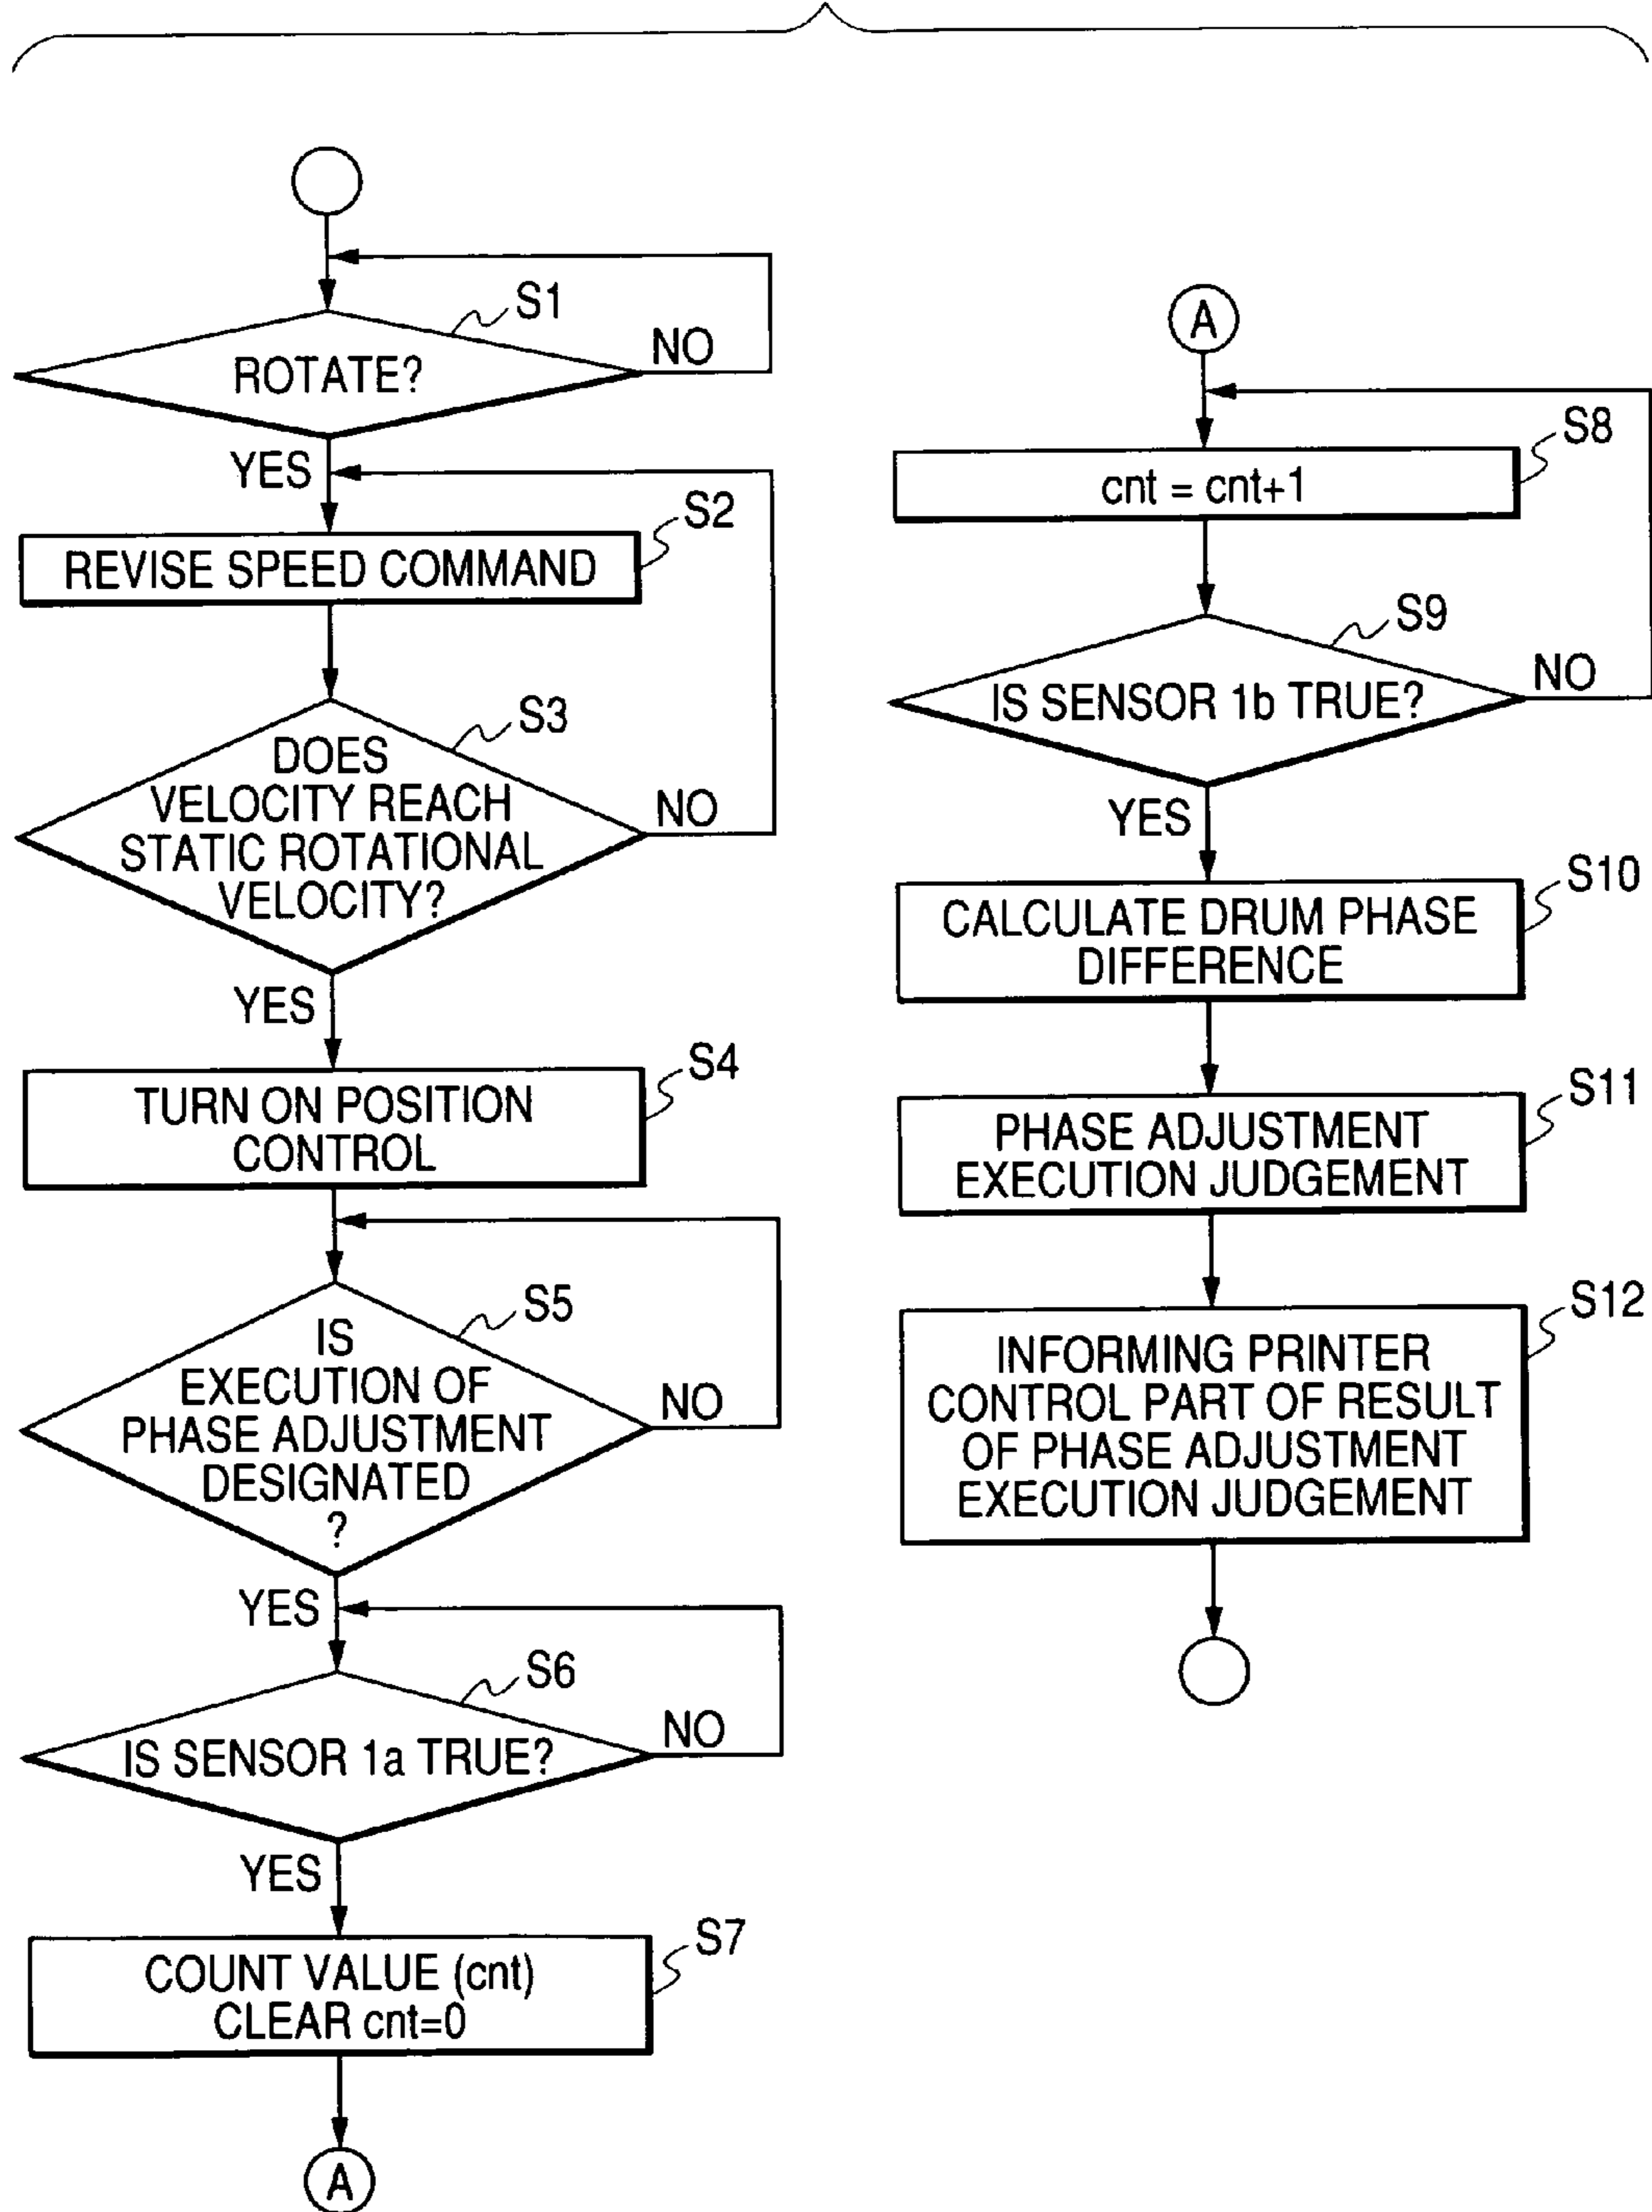 S1
ROTATE?
NO
YES
S2
REVISE SPEED COMMAND
S3
DOES
VELOCITY REACH
STATIC ROTATIONAL
VELOCITY?
NO
YES
S4
TURN ON POSITION
CONTROL
S5
IS
EXECUTION OF
PHASE ADJUSTMENT
DESIGNATED
?
NO
YES
S6
IS SENSOR 1a TRUE?
NO
YES
S7
COUNT VALUE (cnt)
CLEAR cnt=0
A
A
S8
cnt = cnt+1
S9
IS SENSOR 1b TRUE?
NO
YES
S10
CALCULATE DRUM PHASE
DIFFERENCE
S11
PHASE ADJUSTMENT
EXECUTION JUDGEMENT
S12
INFORMING PRINTER
CONTROL PART OF RESULT
OF PHASE ADJUSTMENT
EXECUTION JUDGEMENT